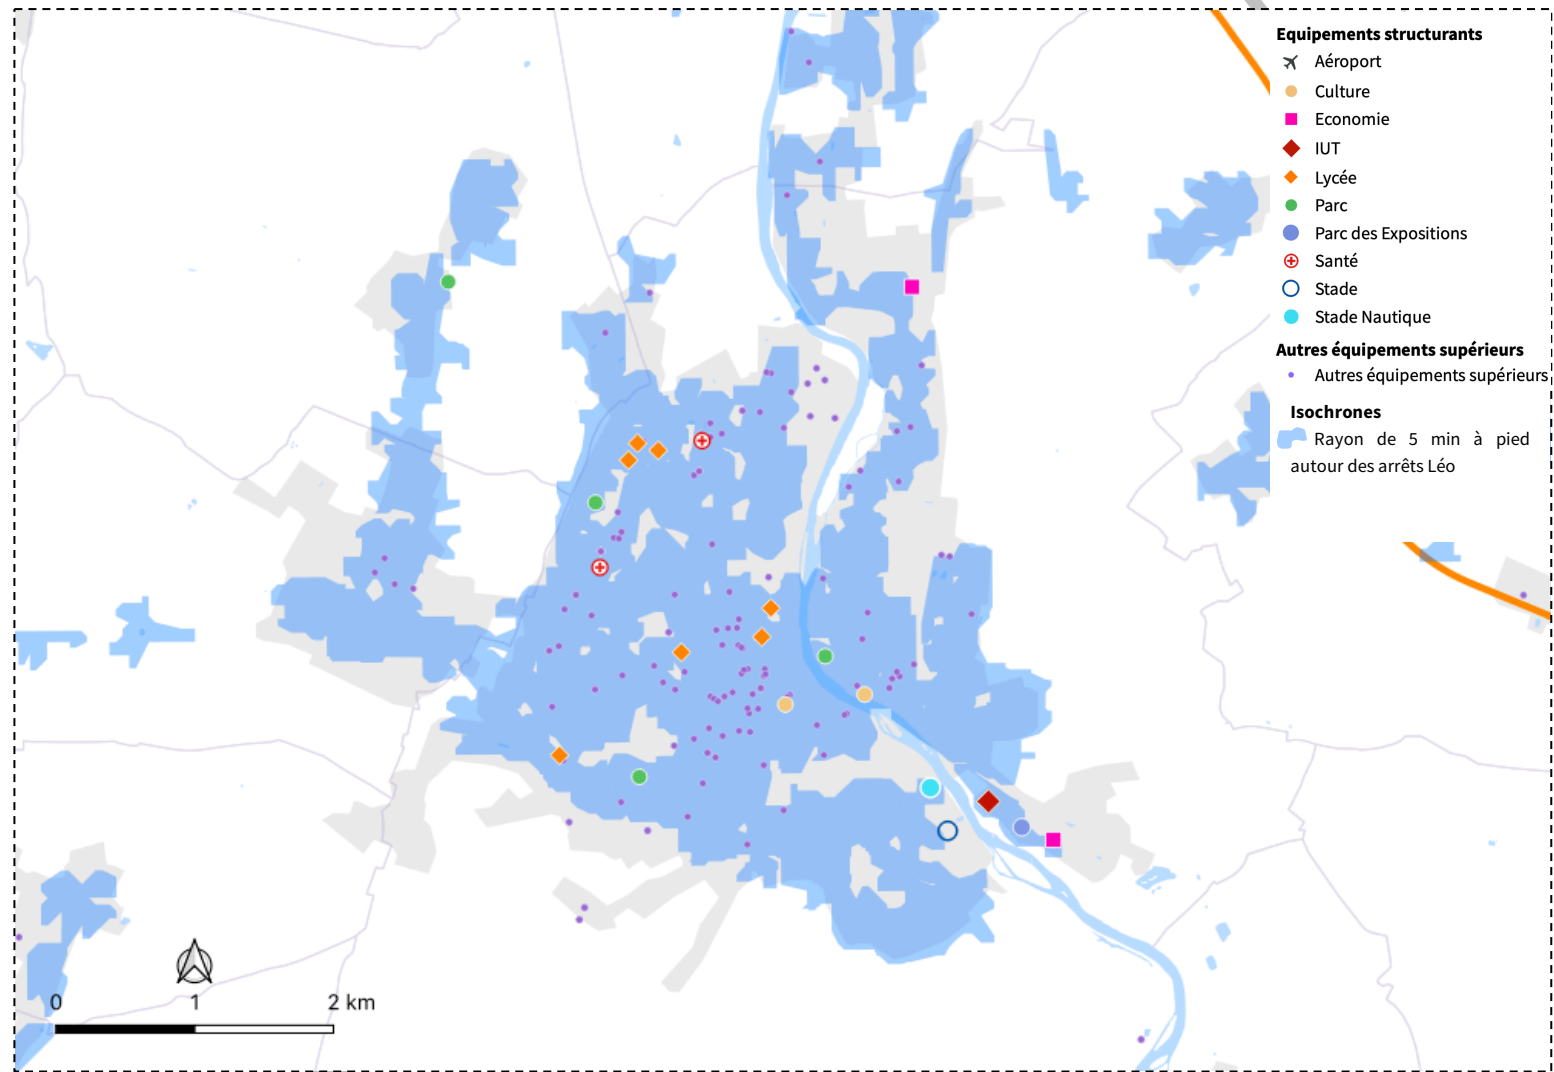 Equipements structurants
Aéroport
Culture
Economie
IUT
Lycée
Parc
Parc des Expositions
Santé
Stade
Stade Nautique
Autres équipements supérieurs
Autres équipements supérieurs
Isochrones
Rayon de 5 min à pied
autour des arrêts Léo
0 1 2 km